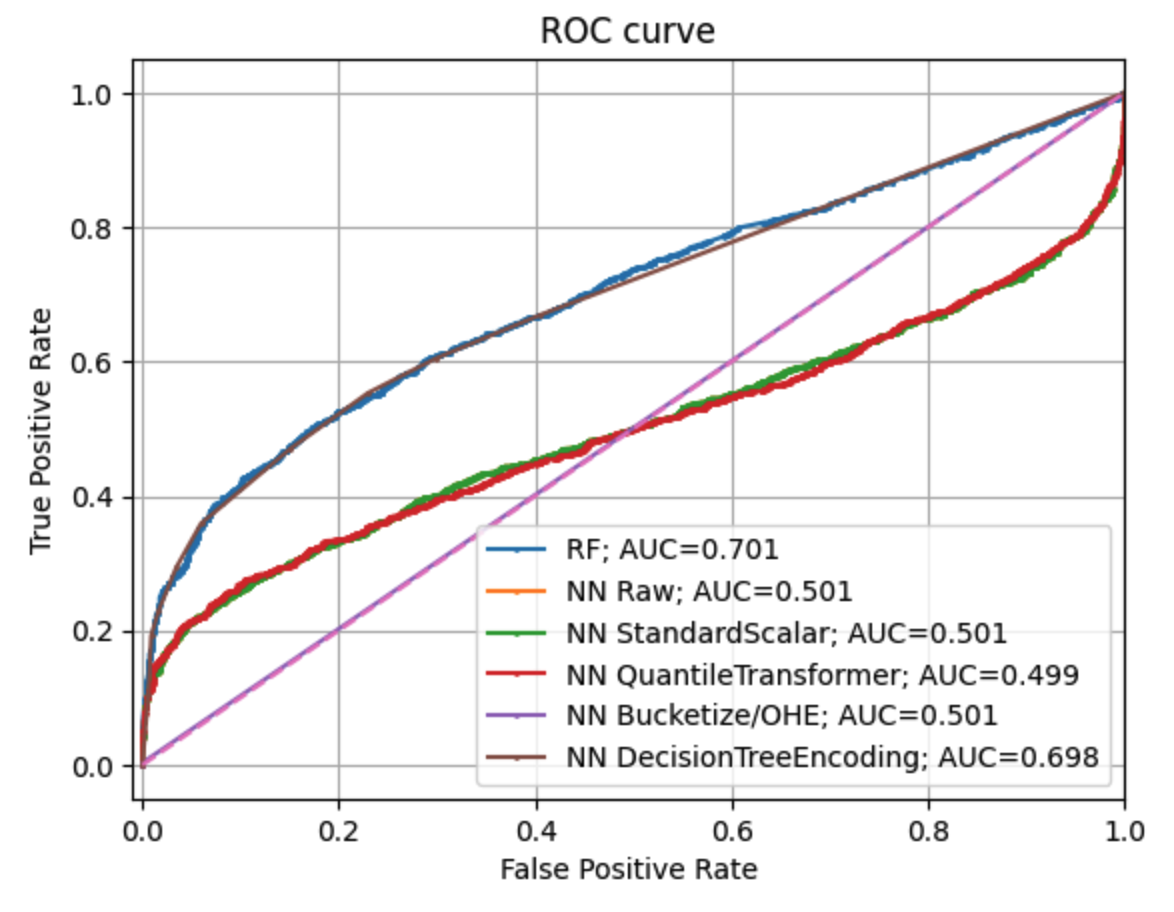 ROC curve
True Positive Rate
1.0
0.8
0.6
0.4
0.2
0.0
RF; AUC=0.701
NN Raw; AUC=0.501
NN StandardScalar; AUC=0.501
NN QuantileTransformer; AUC=0.499
NN Bucketize/OHE; AUC=0.501
NN DecisionTreeEncoding; AUC=0.698
0.0 0.2 0.4 0.6 0.8 1.0
False Positive Rate